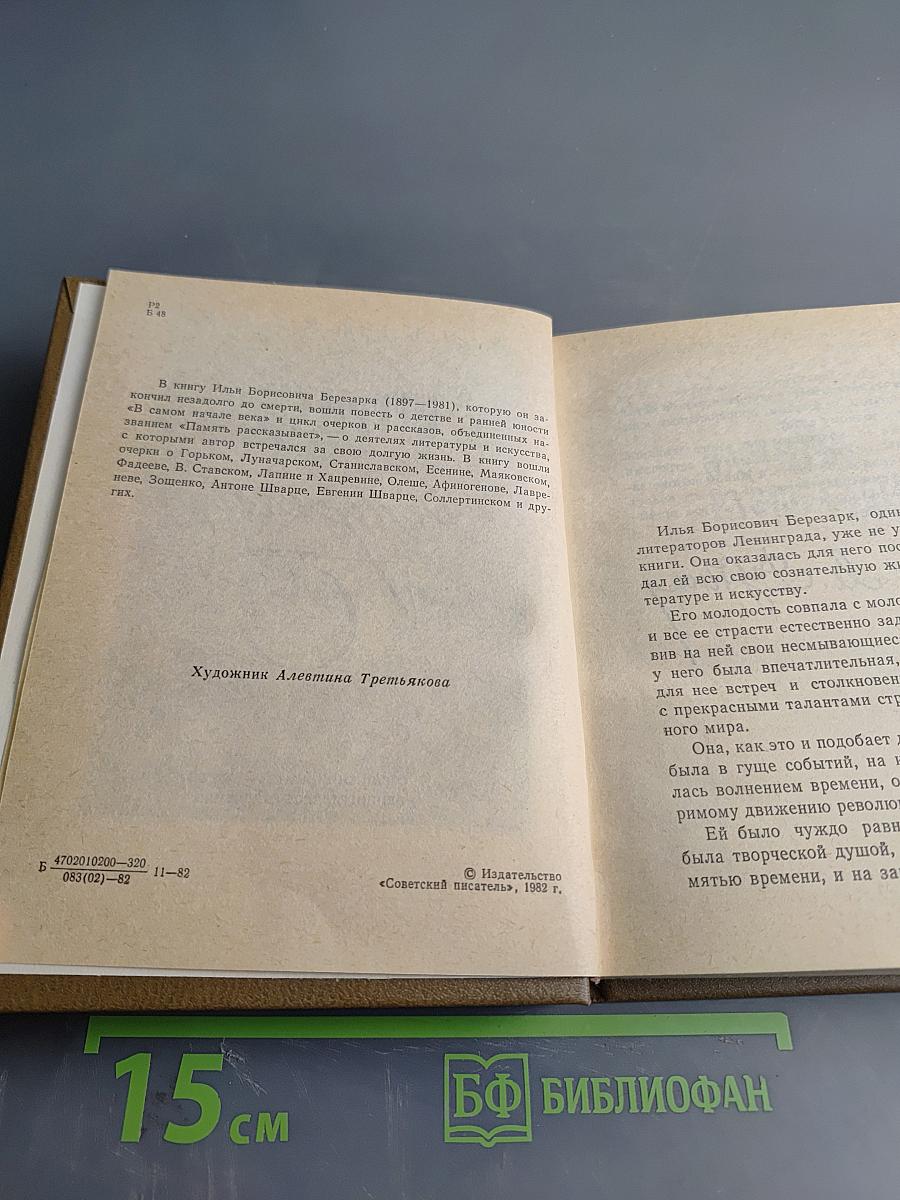 Р2
Б 48
В книгу Ильи Борисовича Березарка (1897—1981), которую он за-
кончил незадолго до смерти, вошли повесть о детстве и ранней юности
«В самом начале века» и цикл очерков и рассказов, объединенных на-
званием «Память рассказывает», — о деятелях литературы и искусства,
с которыми автор встречался за свою долгую жизнь. В книгу вошли
очерки о Горьком, Луначарском, Станиславском, Есенине, Маяковском,
Фадееве, В. Ставском, Лапине и Хацревине, Олеше, Афиногенове, Лавре-
неве, Зощенко, Антоне Шварце, Евгении Шварце, Соллертинском и дру-
гих.
Художник Алевтина Третьякова
Б 4702010200—320 11—82
083(02)—82
© Издательство
«Советский писатель», 1982 г.
Илья Борисович Березарк, один
литераторов Ленинграда, уже не у
книги. Она оказалась для него пос
дал ей всю свою сознательную жи
тературе и искусству.
Его молодость совпала с моло
и все ее страсти естественно зад
вив на ней свои несмывающиес
у него была впечатлительная,
для нее встреч и столкновен
с прекрасными талантами стр
ного мира.
Она, как это и подобает д
была в гуще событий, на
лась волнением времени, о
римому движению револю
Ей было чуждо равн
была творческой душой,
мятью времени, и на за
15 см
БФ БИБЛИОФАН